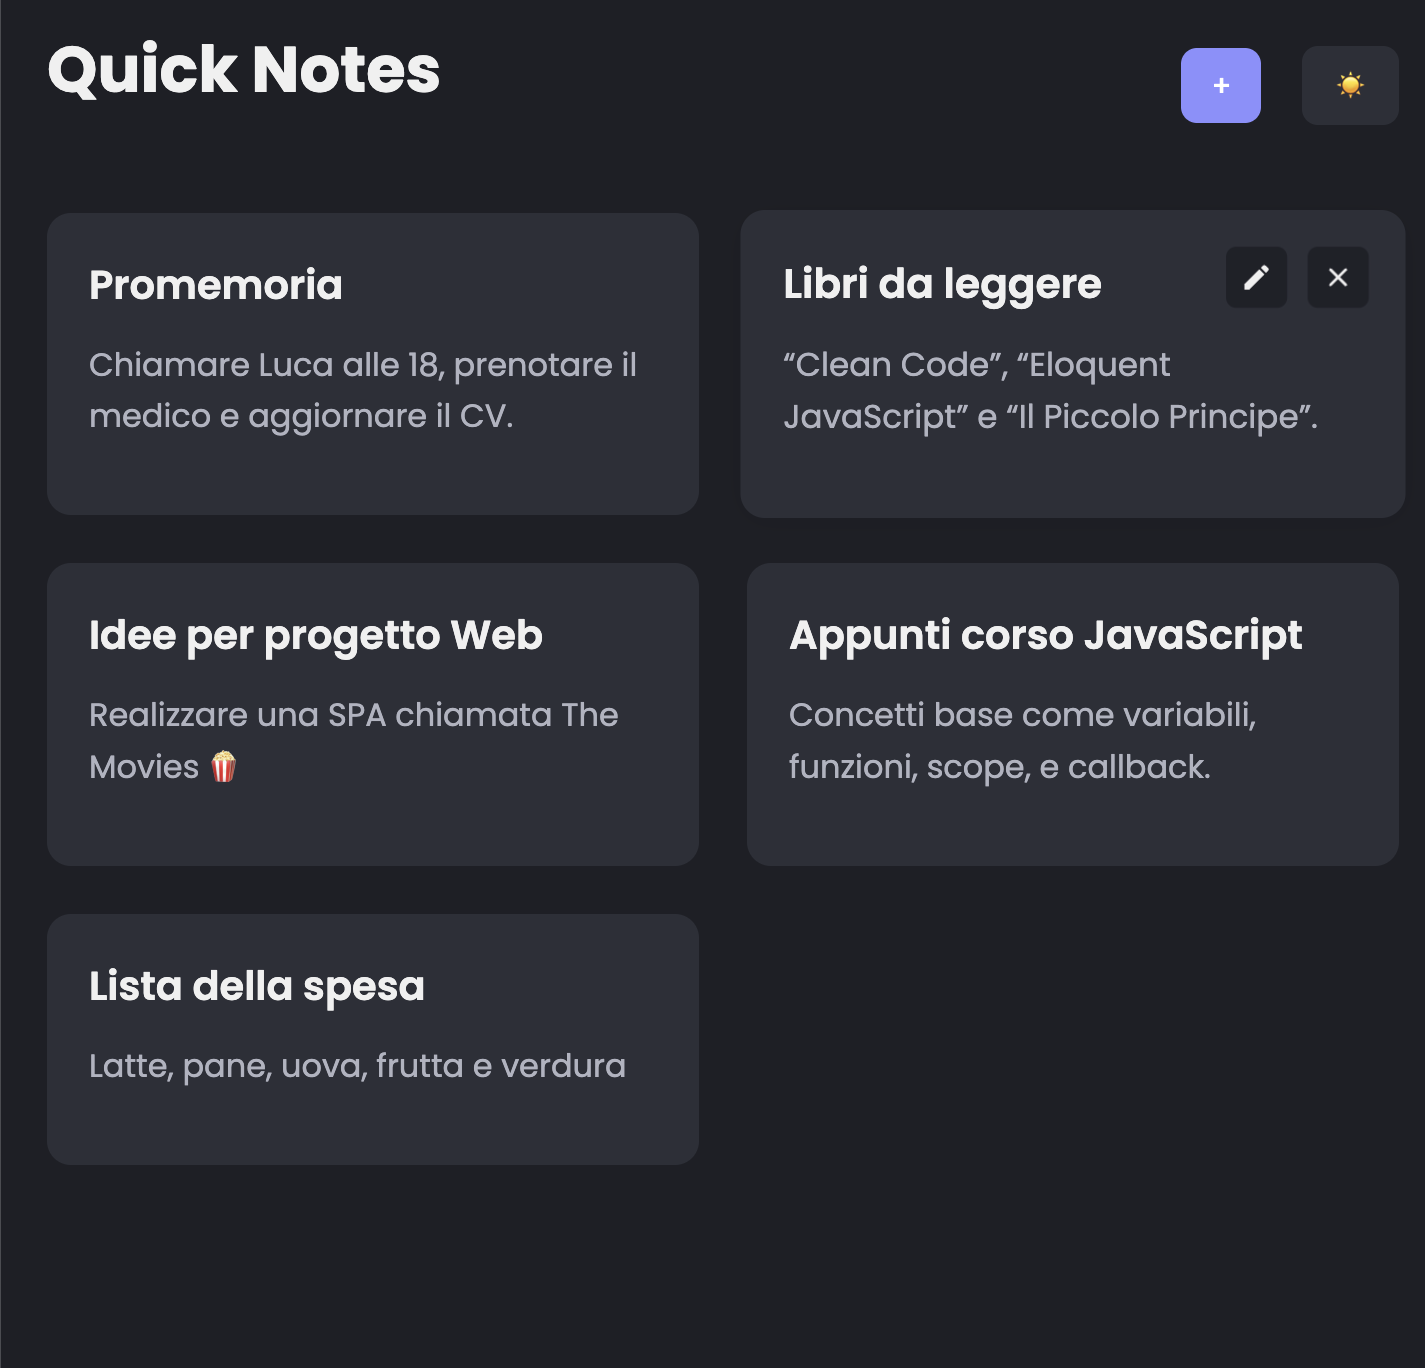 Quick Notes
+
Promemoria
Chiamare Luca alle 18, prenotare il
medico e aggiornare il CV.
Libri da leggere
“Clean Code”, “Eloquent
JavaScript” e “Il Piccolo Principe”.
Idee per progetto Web
Realizzare una SPA chiamata The
Movies 🍿
Appunti corso JavaScript
Concetti base come variabili,
funzioni, scope, e callback.
Lista della spesa
Latte, pane, uova, frutta e verdura